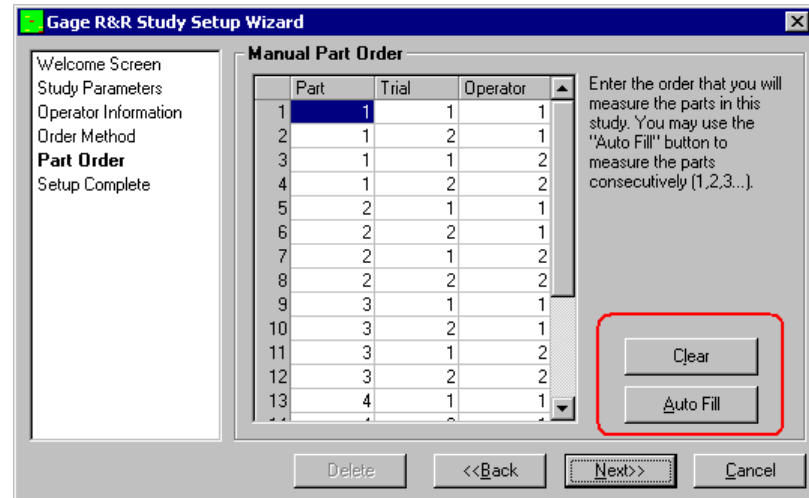 Gage R&R Study Setup Wizard
Welcome Screen
Study Parameters
Operator Information
Order Method
Part Order
Setup Complete
Manual Part Order
Part Trial Operator
1 1 1 1
2 1 2 1
3 1 1 2
4 1 2 2
5 2 1 1
6 2 2 1
7 2 1 2
8 2 2 2
9 3 1 1
10 3 2 1
11 3 1 2
12 3 2 2
13 4 1 1
Enter the order that you will
measure the parts in this
study. You may use the
"Auto Fill" button to
measure the parts
consecutively (1,2,3...).
Clear
Auto Fill
Delete
<<Back
Next>>
Cancel